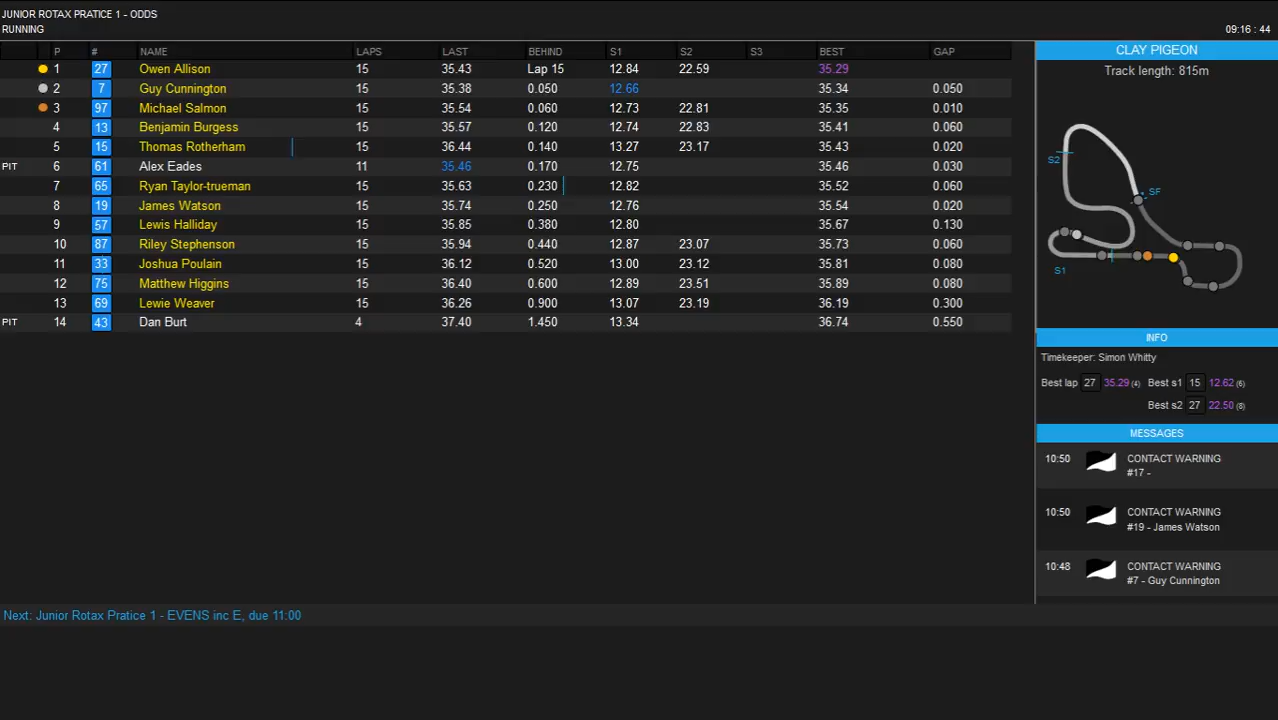 JUNIOR ROTAX PRATICE 1 - ODDS
RUNNING 09:16 : 44
P # NAME LAPS LAST BEHIND S1 S2 S3 BEST GAP
1 27 Owen Allison 15 35.43 Lap 15 12.84 22.59 35.29
2 7 Guy Cunnington 15 35.38 0.050 12.66 35.34 0.050
3 97 Michael Salmon 15 35.54 0.060 12.73 22.81 35.35 0.010
4 13 Benjamin Burgess 15 35.57 0.120 12.74 22.83 35.41 0.060
5 15 Thomas Rotherham 15 36.44 0.140 13.27 23.17 35.43 0.020
PIT 6 61 Alex Eades 11 35.46 0.170 12.75 35.46 0.030
7 65 Ryan Taylor-trueman 15 35.63 0.230 12.82 35.52 0.060
8 19 James Watson 15 35.74 0.250 12.76 35.54 0.020
9 57 Lewis Halliday 15 35.85 0.380 12.80 35.67 0.130
10 87 Riley Stephenson 15 35.94 0.440 12.87 23.07 35.73 0.060
11 33 Joshua Poulain 15 36.12 0.520 13.00 23.12 35.81 0.080
12 75 Matthew Higgins 15 36.40 0.600 12.89 23.51 35.89 0.080
13 69 Lewie Weaver 15 36.26 0.900 13.07 23.19 36.19 0.300
PIT 14 43 Dan Burt 4 37.40 1.450 13.34 36.74 0.550
CLAY PIGEON
Track length: 815m
S2
SF
S1
INFO
Timekeeper: Simon Whitty
Best lap 27 35.29 (4) Best s1 15 12.62 (6)
Best s2 27 22.50 (8)
MESSAGES
10:50 CONTACT WARNING
#17 -
10:50 CONTACT WARNING
#19 - James Watson
10:48 CONTACT WARNING
#7 - Guy Cunnington
Next: Junior Rotax Pratice 1 - EVENS inc E, due 11:00